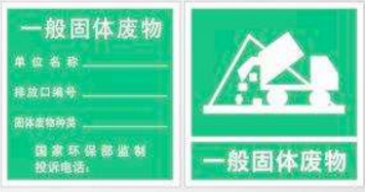 一般固体废物
单位名称
排放口编号
固体废物种类
国家环保部监制
投诉电话:
一般固体废物